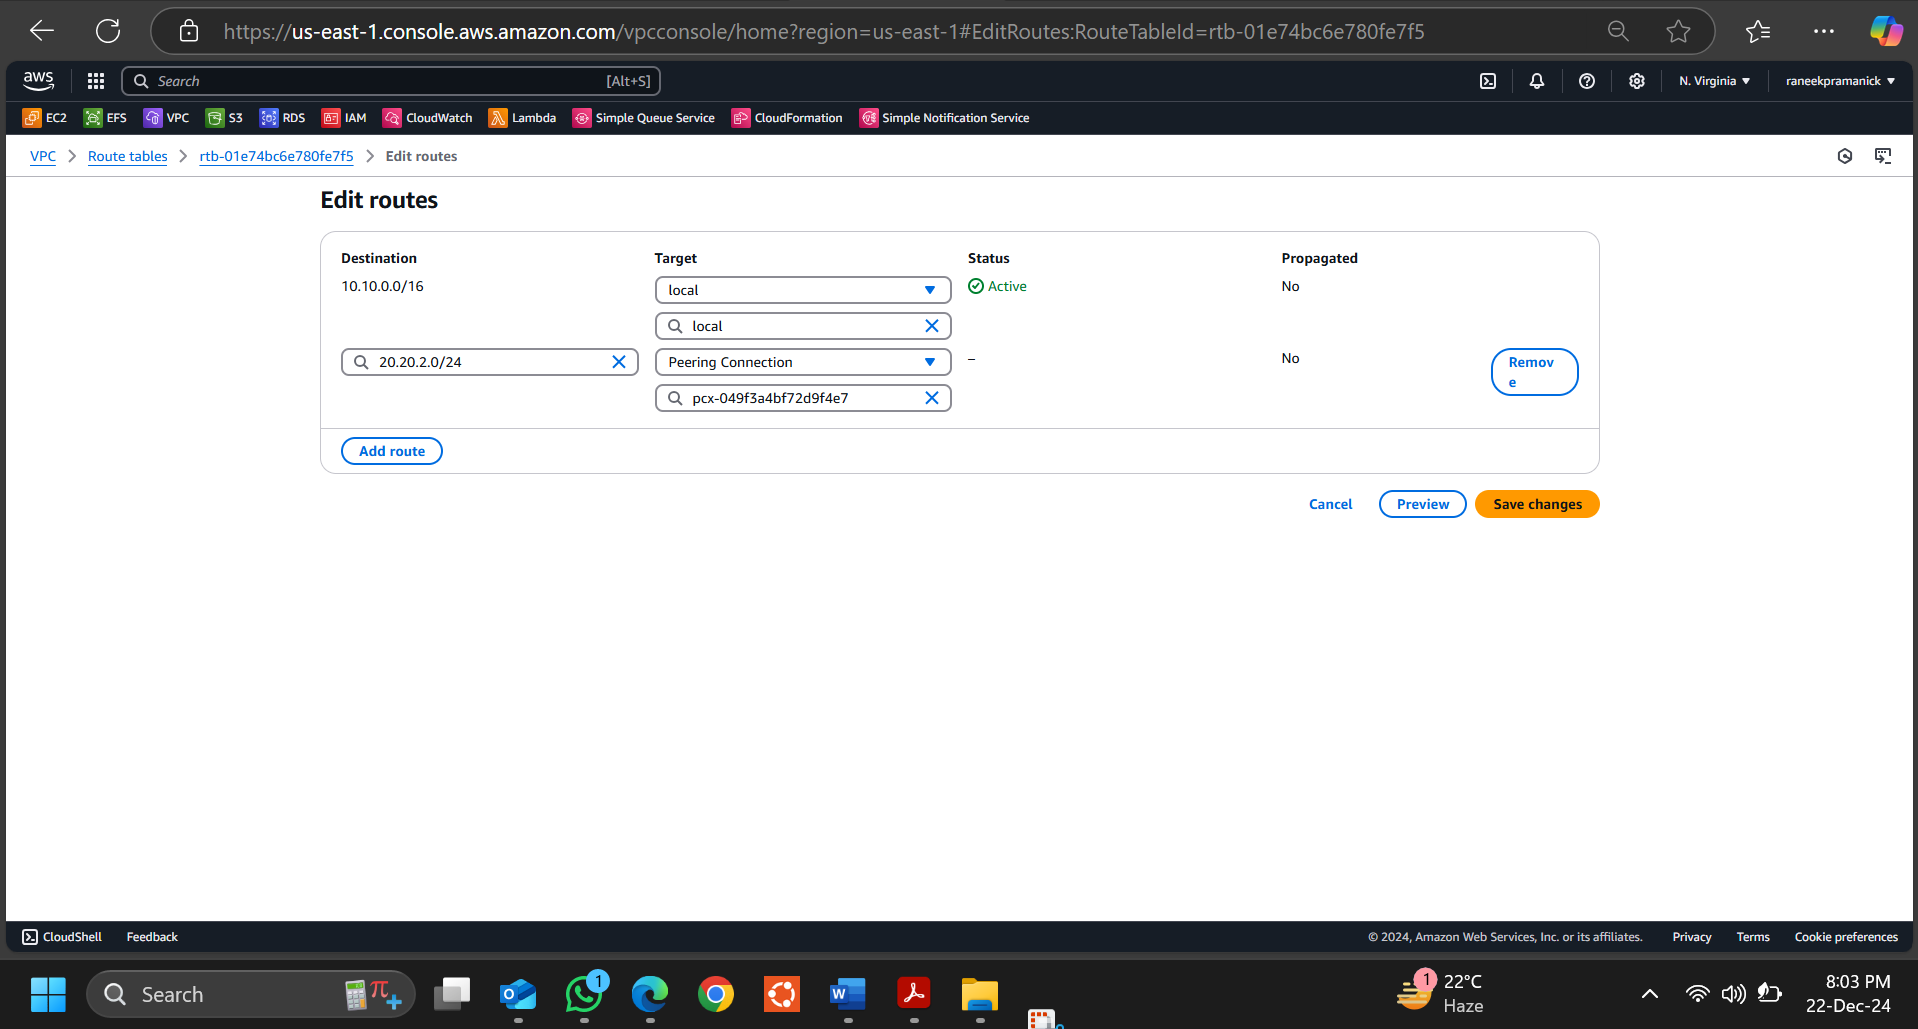 https://us-east-1.console.aws.amazon.com/vpcconsole/home?region=us-east-1#EditRoutes:RouteTableId=rtb-01e74bc6e780fe7f5
aws
Search [Alt+S]
N. Virginia raneekpramanick
EC2 EFS VPC S3 RDS IAM CloudWatch Lambda Simple Queue Service CloudFormation Simple Notification Service
VPC Route tables rtb-01e74bc6e780fe7f5 Edit routes
Edit routes
Destination Target Status Propagated
10.10.0.0/16 local Active No
local
20.20.2.0/24 Peering Connection – No Remov
e
pcx-049f3a4bf72d9f4e7
Add route
Cancel Preview Save changes
CloudShell Feedback © 2024, Amazon Web Services, Inc. or its affiliates. Privacy Terms Cookie preferences
Search 1 1 22°C 8:03 PM
Haze 22-Dec-24